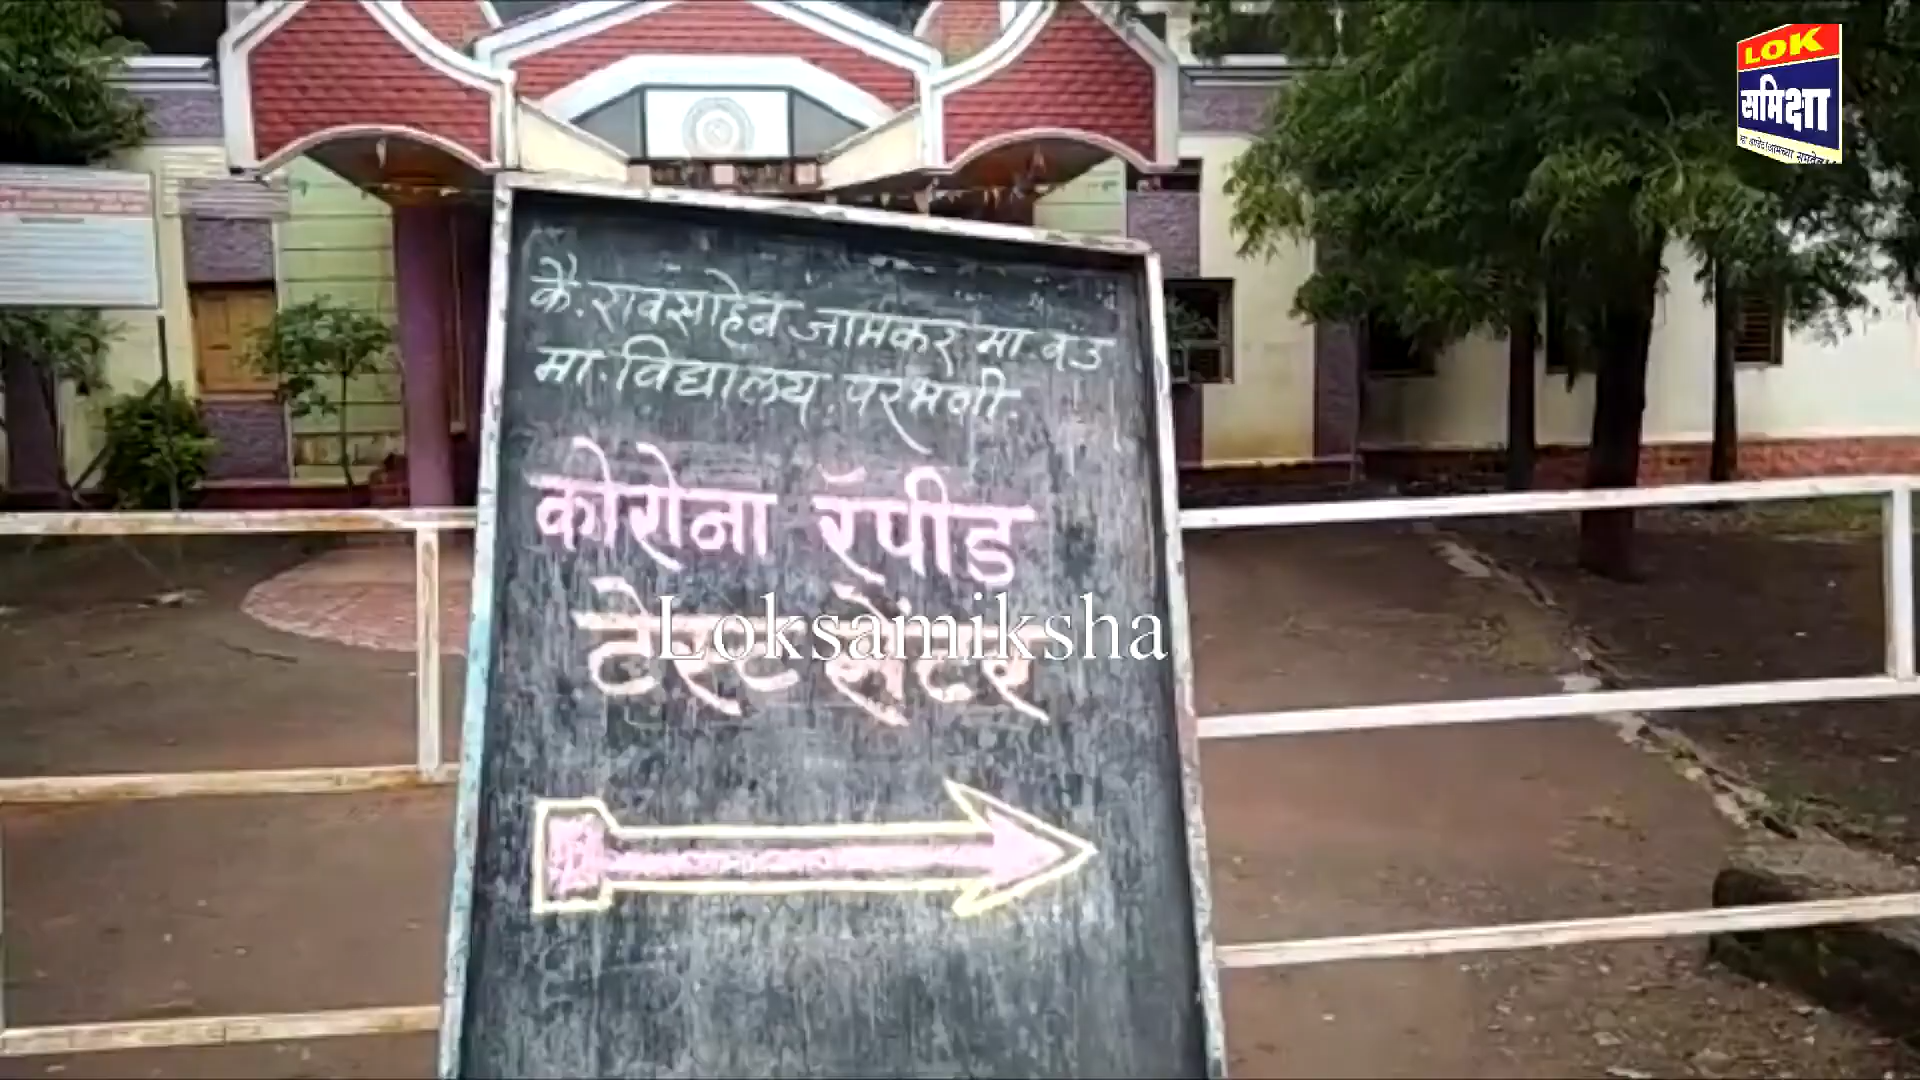 LOK
समिक्षा
कै. रावसाहेब जामकर मा. व उ
मा. विद्यालय. परभणी.
कोरोना रॅपीड
टेस्ट सेंटर
Loksamiksha